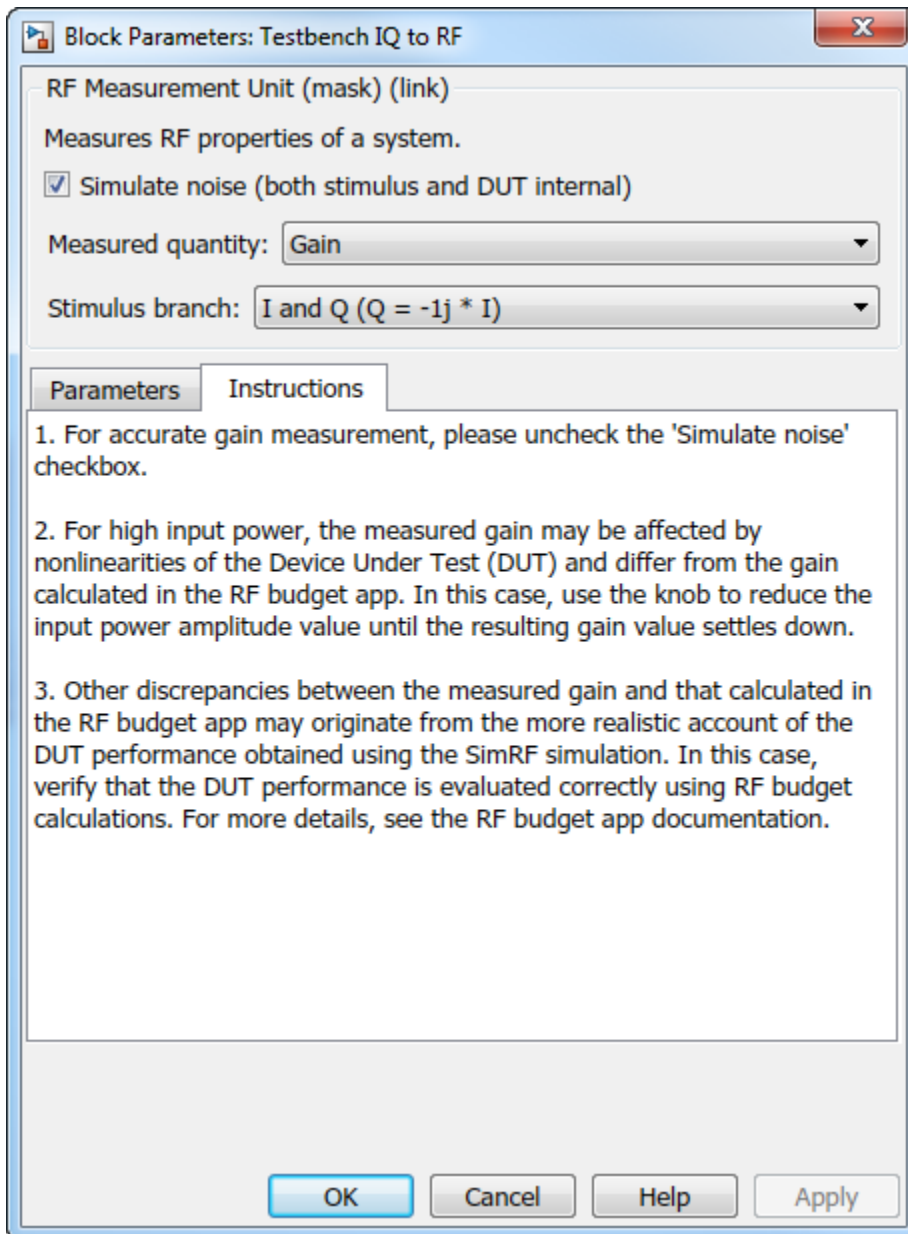 Block Parameters: Testbench IQ to RF
RF Measurement Unit (mask) (link)
Measures RF properties of a system.
Simulate noise (both stimulus and DUT internal)
Measured quantity: Gain
Stimulus branch: I and Q (Q = -1j * I)
Parameters Instructions
1. For accurate gain measurement, please uncheck the 'Simulate noise'
checkbox.
2. For high input power, the measured gain may be affected by
nonlinearities of the Device Under Test (DUT) and differ from the gain
calculated in the RF budget app. In this case, use the knob to reduce the
input power amplitude value until the resulting gain value settles down.
3. Other discrepancies between the measured gain and that calculated in
the RF budget app may originate from the more realistic account of the
DUT performance obtained using the SimRF simulation. In this case,
verify that the DUT performance is evaluated correctly using RF budget
calculations. For more details, see the RF budget app documentation.
OK Cancel Help Apply